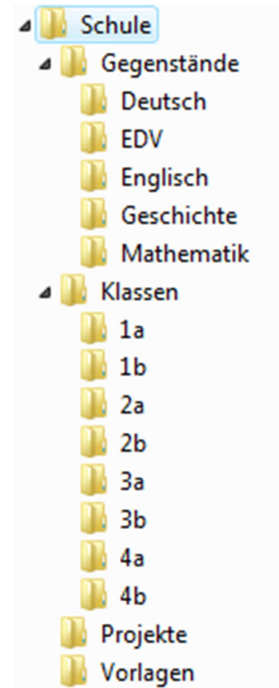 Schule
Gegenstände
Deutsch
EDV
Englisch
Geschichte
Mathematik
Klassen
1a
1b
2a
2b
3a
3b
4a
4b
Projekte
Vorlagen